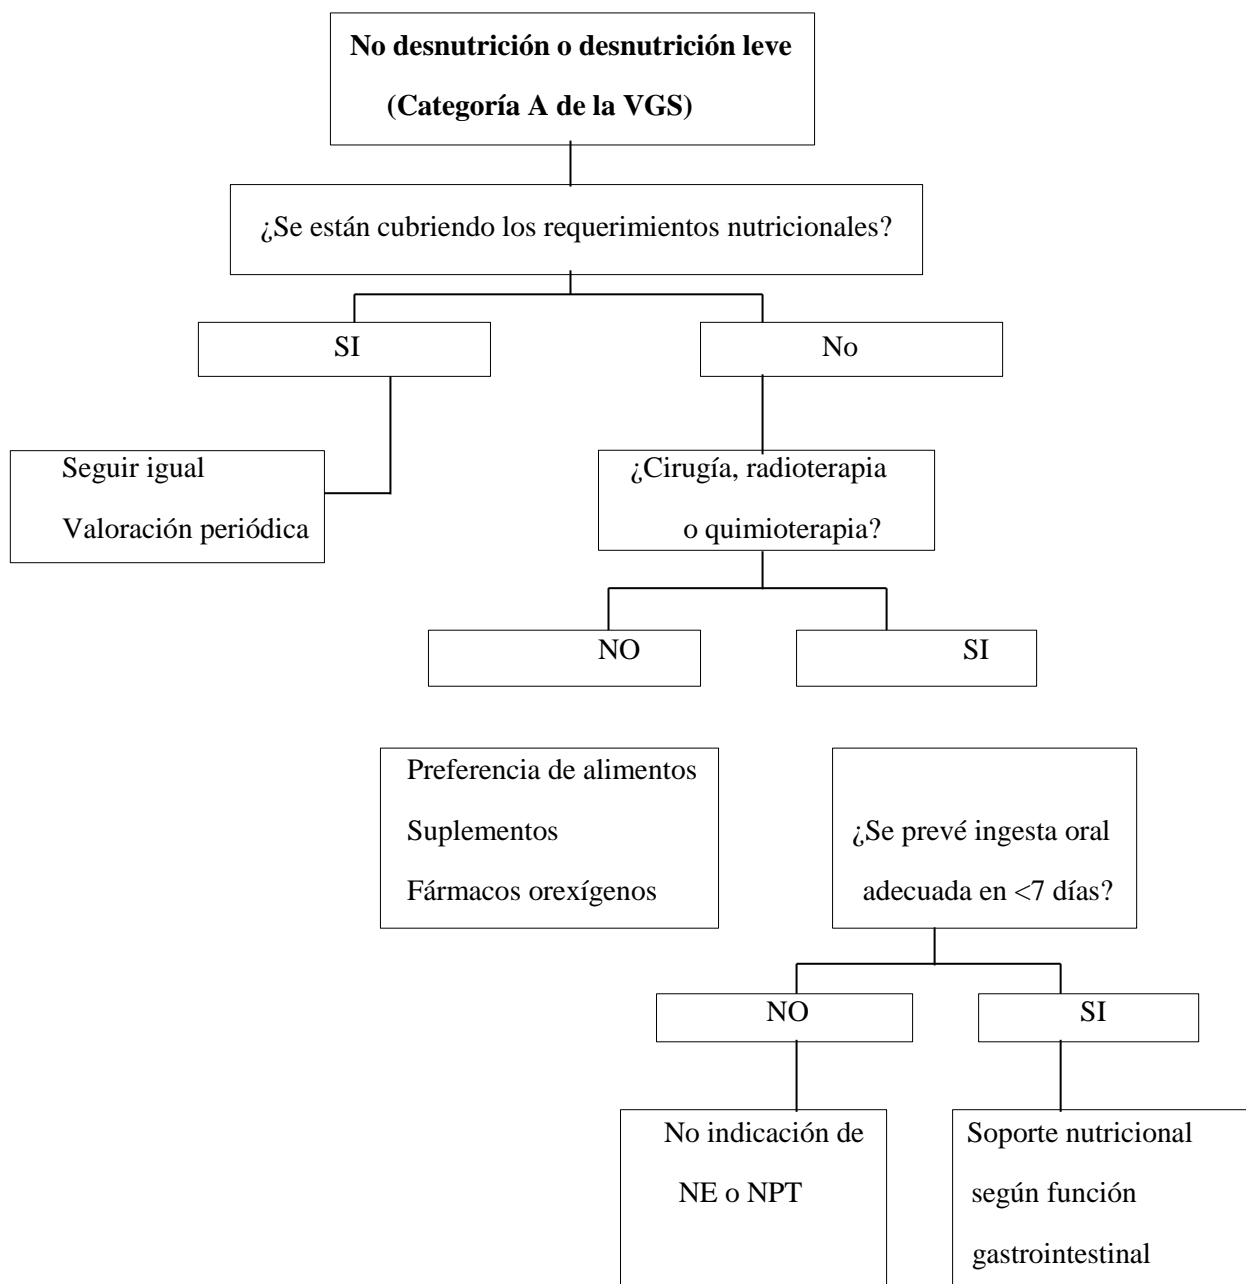 No desnutrición o desnutrición leve
(Categoría A de la VGS)
¿Se están cubriendo los requerimientos nutricionales?
SI
No
Seguir igual
Valoración periódica
¿Cirugía, radioterapia
o quimioterapia?
NO
SI
Preferencia de alimentos
Suplementos
Fármacos orexígenos
¿Se prevé ingesta oral
adecuada en <7 días?
NO
SI
No indicación de
NE o NPT
Soporte nutricional
según función
gastrointestinal